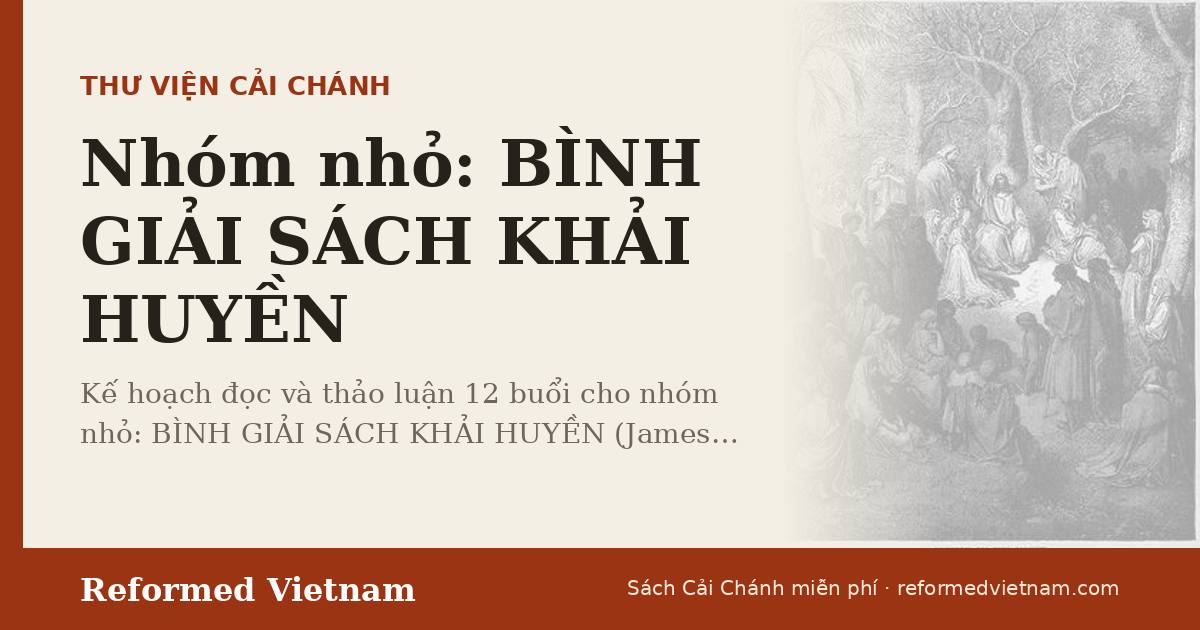 THƯ VIỆN CẢI CHÁNH
Nhóm nhỏ: BÌNH
GIẢI SÁCH KHẢI
HUYỀN
Kế hoạch đọc và thảo luận 12 buổi cho nhóm
nhỏ: BÌNH GIẢI SÁCH KHẢI HUYỀN (James…
Reformed Vietnam
Sách Cải Chánh miễn phí · reformedvietnam.com